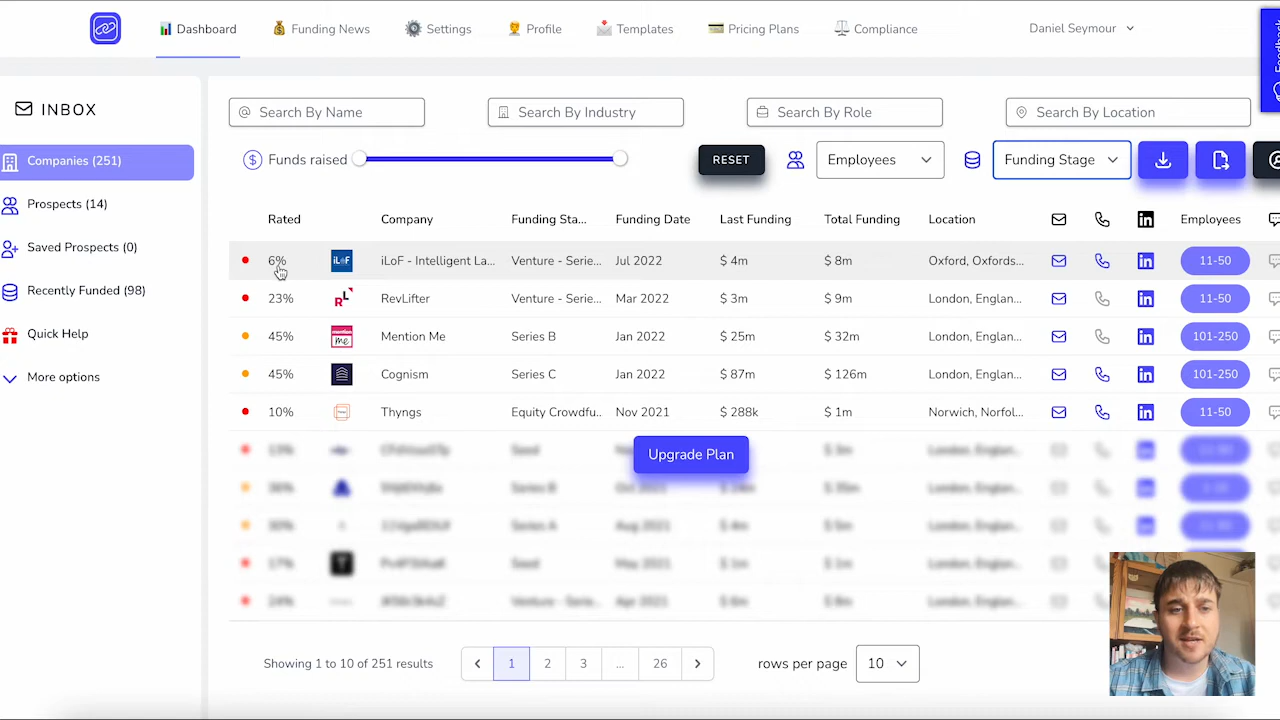 Dashboard Funding News Settings Profile Templates Pricing Plans Compliance Daniel Seymour
INBOX
Companies (251)
Prospects (14)
Saved Prospects (0)
Recently Funded (98)
Quick Help
More options
Search By Name Search By Industry Search By Role Search By Location
Funds raised RESET Employees Funding Stage
Rated Company Funding Sta... Funding Date Last Funding Total Funding Location Employees
6% iLoF iLoF - Intelligent La... Venture - Serie... Jul 2022 $ 4m $ 8m Oxford, Oxfords... 11-50
23% RL RevLifter Venture - Serie... Mar 2022 $ 3m $ 9m London, Englan... 11-50
45% me Mention Me Series B Jan 2022 $ 25m $ 32m London, Englan... 101-250
45% Cognism Series C Jan 2022 $ 87m $ 126m London, Englan... 101-250
10% Thyngs Equity Crowdfu... Nov 2021 $ 288k $ 1m Norwich, Norfol... 11-50
Upgrade Plan
Showing 1 to 10 of 251 results 1 2 3 ... 26 rows per page 10